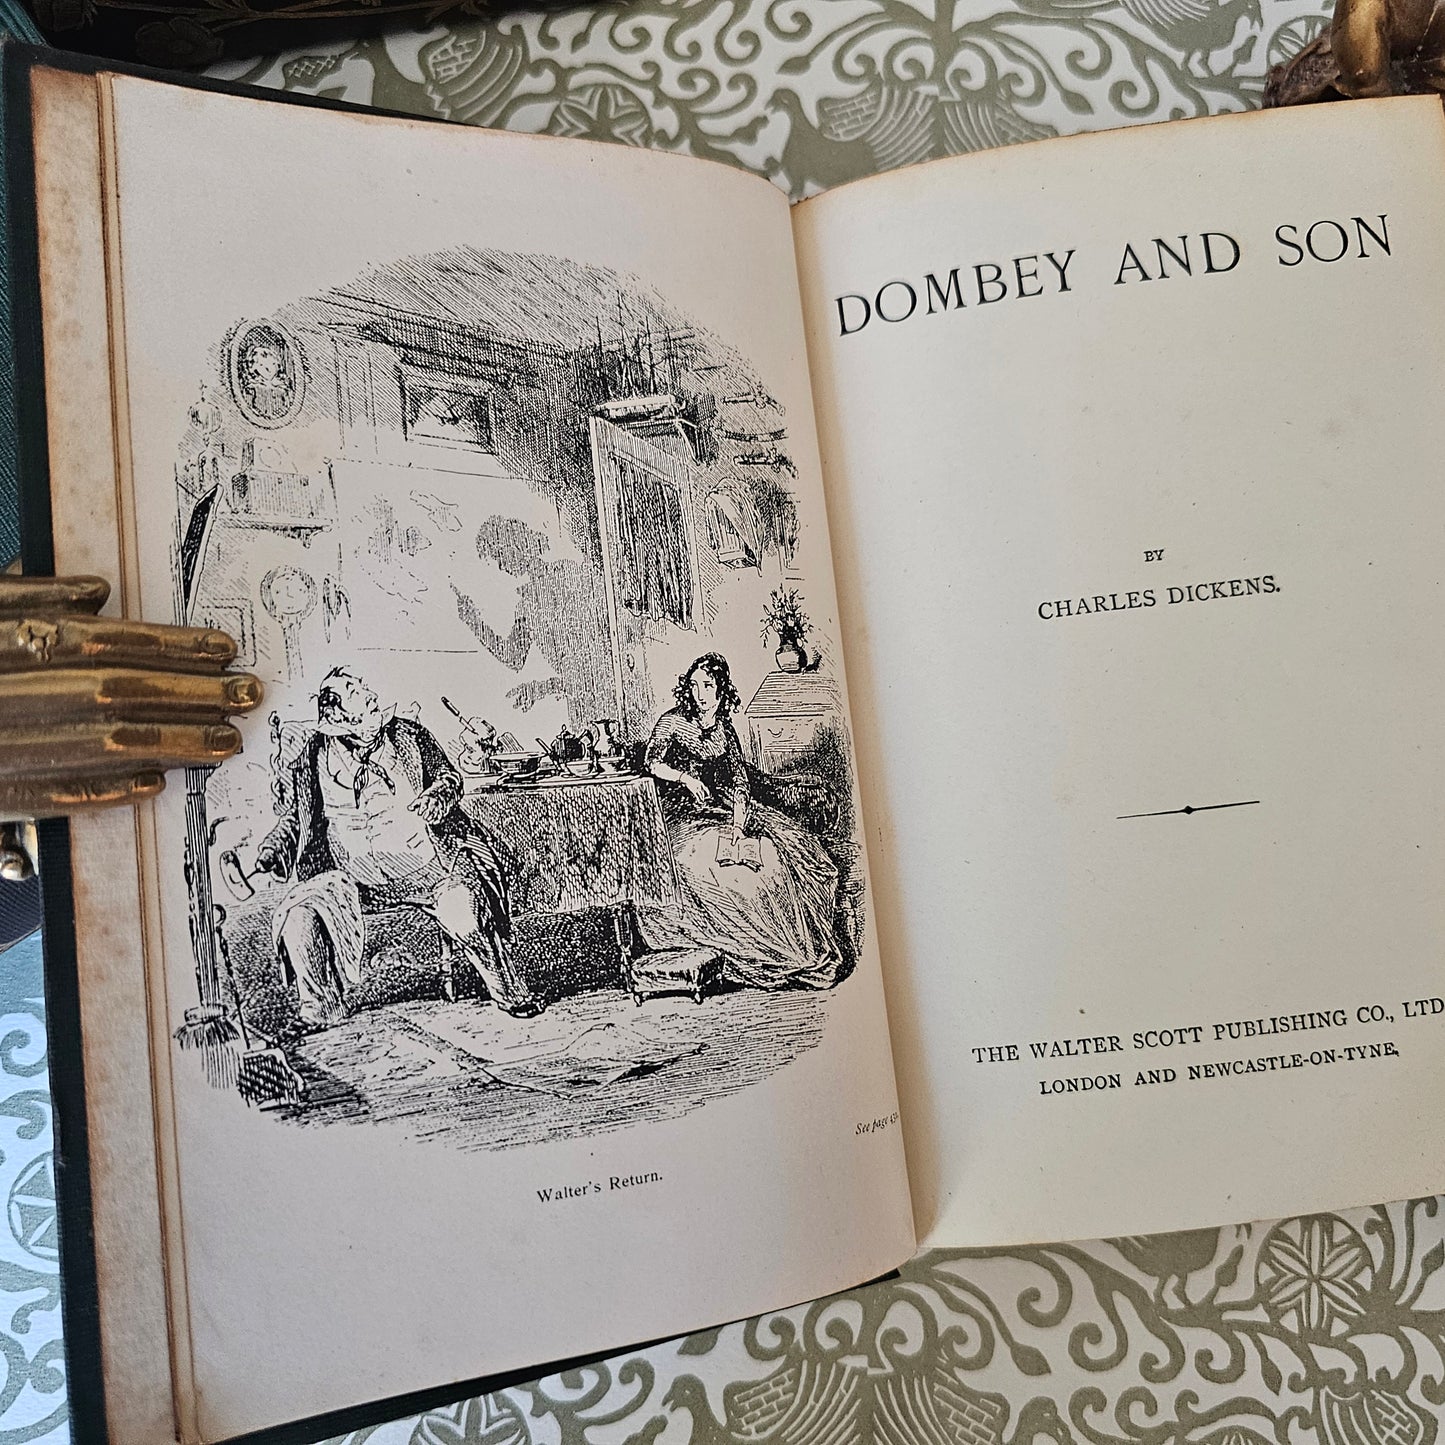 See page
Walter's Return.
DOMBEY AND SON
BY
CHARLES DICKENS.
THE WALTER SCOTT PUBLISHING CO., LTD
LONDON AND NEWCASTLE-ON-TYNE,